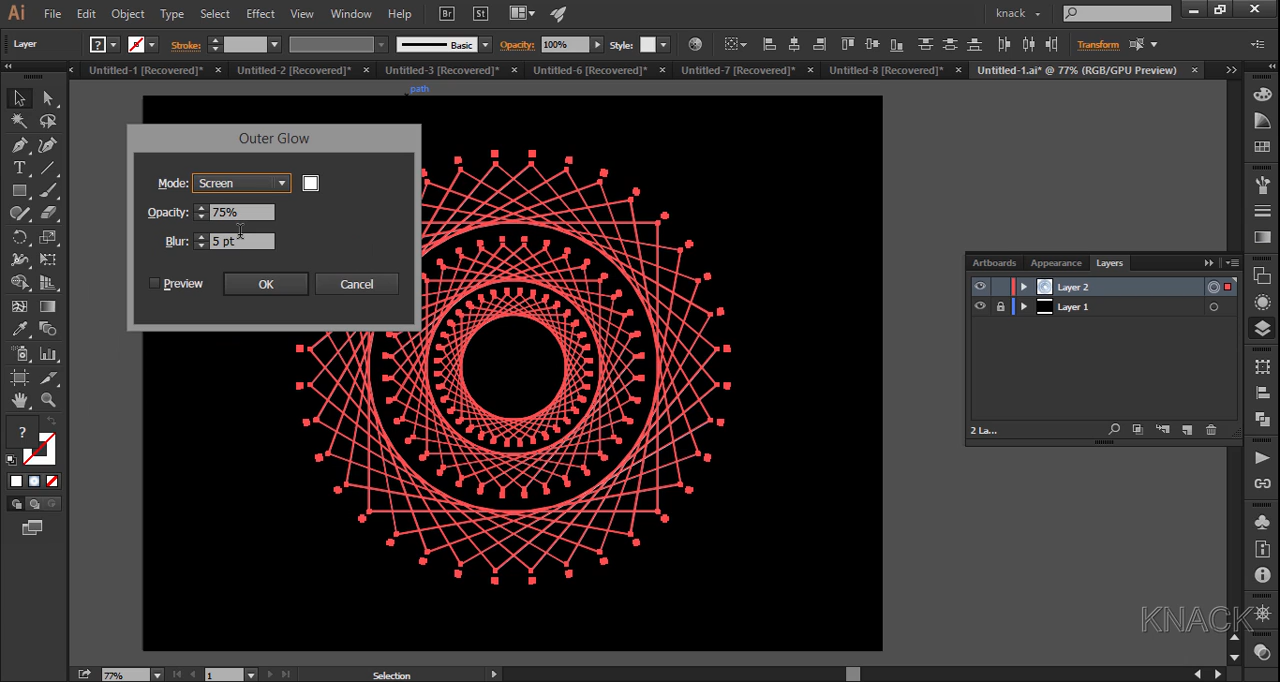 Ai File Edit Object Type Select Effect View Window Help Br St knack
Layer ? Stroke: Basic Opacity: 100% Style: Transform
Untitled-1 [Recovered]* × Untitled-2 [Recovered]* × Untitled-3 [Recovered]* × Untitled-6 [Recovered]* × Untitled-7 [Recovered]* × Untitled-8 [Recovered]* × Untitled-1.ai* @ 77% (RGB/GPU Preview) ×
path
Outer Glow
Mode: Screen
Opacity: 75%
Blur: 5 pt
Preview OK Cancel
Artboards Appearance Layers
Layer 2
Layer 1
2 La...
?
KNACK
77% 1 Selection